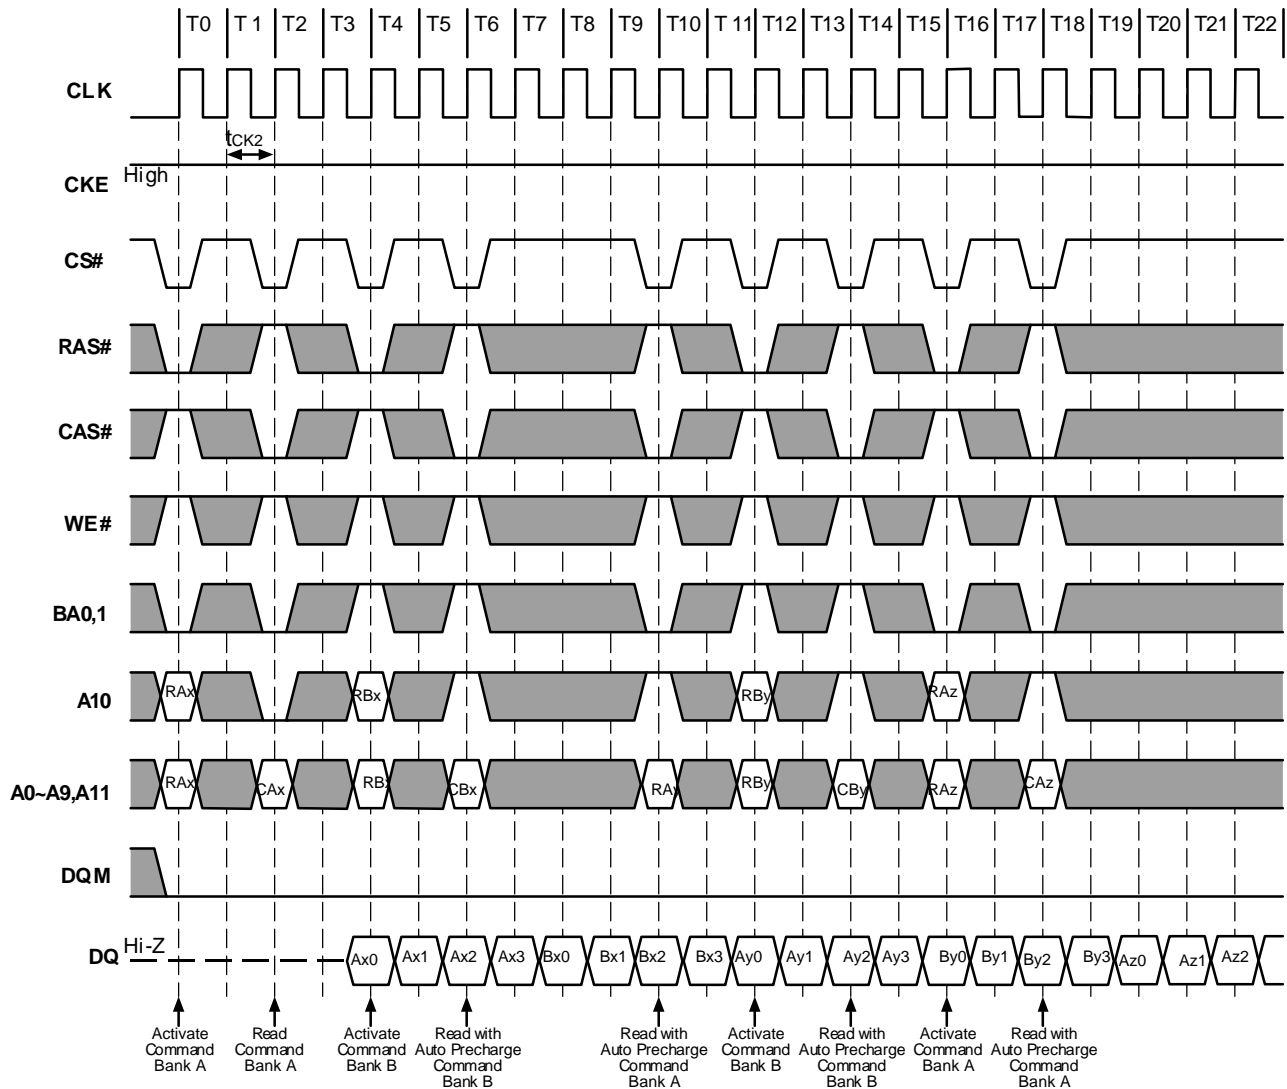 T0 T1 T2 T3 T4 T5 T6 T7 T8 T9 T10 T11 T12 T13 T14 T15 T16 T17 T18 T19 T20 T21 T22
CLK
tCK2
High
CKE
CS#
RAS#
CAS#
WE#
BA0,1
A10
RAx RBx RBy RAz
A0~A9,A11
RAx CAx RBx CBx RAy RBy CBy RAz CAz
DQM
Hi-Z
DQ
Ax0 Ax1 Ax2 Ax3 Bx0 Bx1 Bx2 Bx3 Ay0 Ay1 Ay2 Ay3 By0 By1 By2 By3 Az0 Az1 Az2
Activate
Command
Bank A
Read
Command
Bank A
Activate
Command
Bank B
Read with
Auto Precharge
Command
Bank B
Read with
Auto Precharge
Command
Bank A
Activate
Command
Bank B
Read with
Auto Precharge
Command
Bank B
Activate
Command
Bank A
Read with
Auto Precharge
Command
Bank A